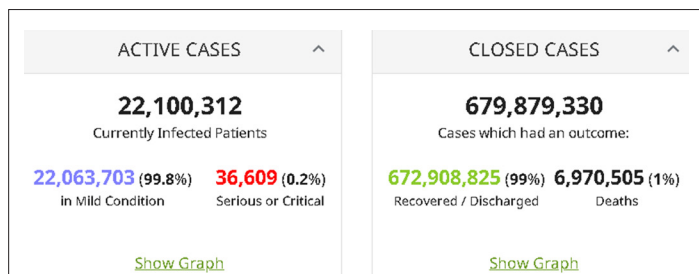 ACTIVE CASES
22,100,312
Currently Infected Patients
22,063,703 (99.8%) 36,609 (0.2%)
in Mild Condition Serious or Critical
Show Graph
CLOSED CASES
679,879,330
Cases which had an outcome:
672,908,825 (99%) 6,970,505 (1%)
Recovered / Discharged Deaths
Show Graph